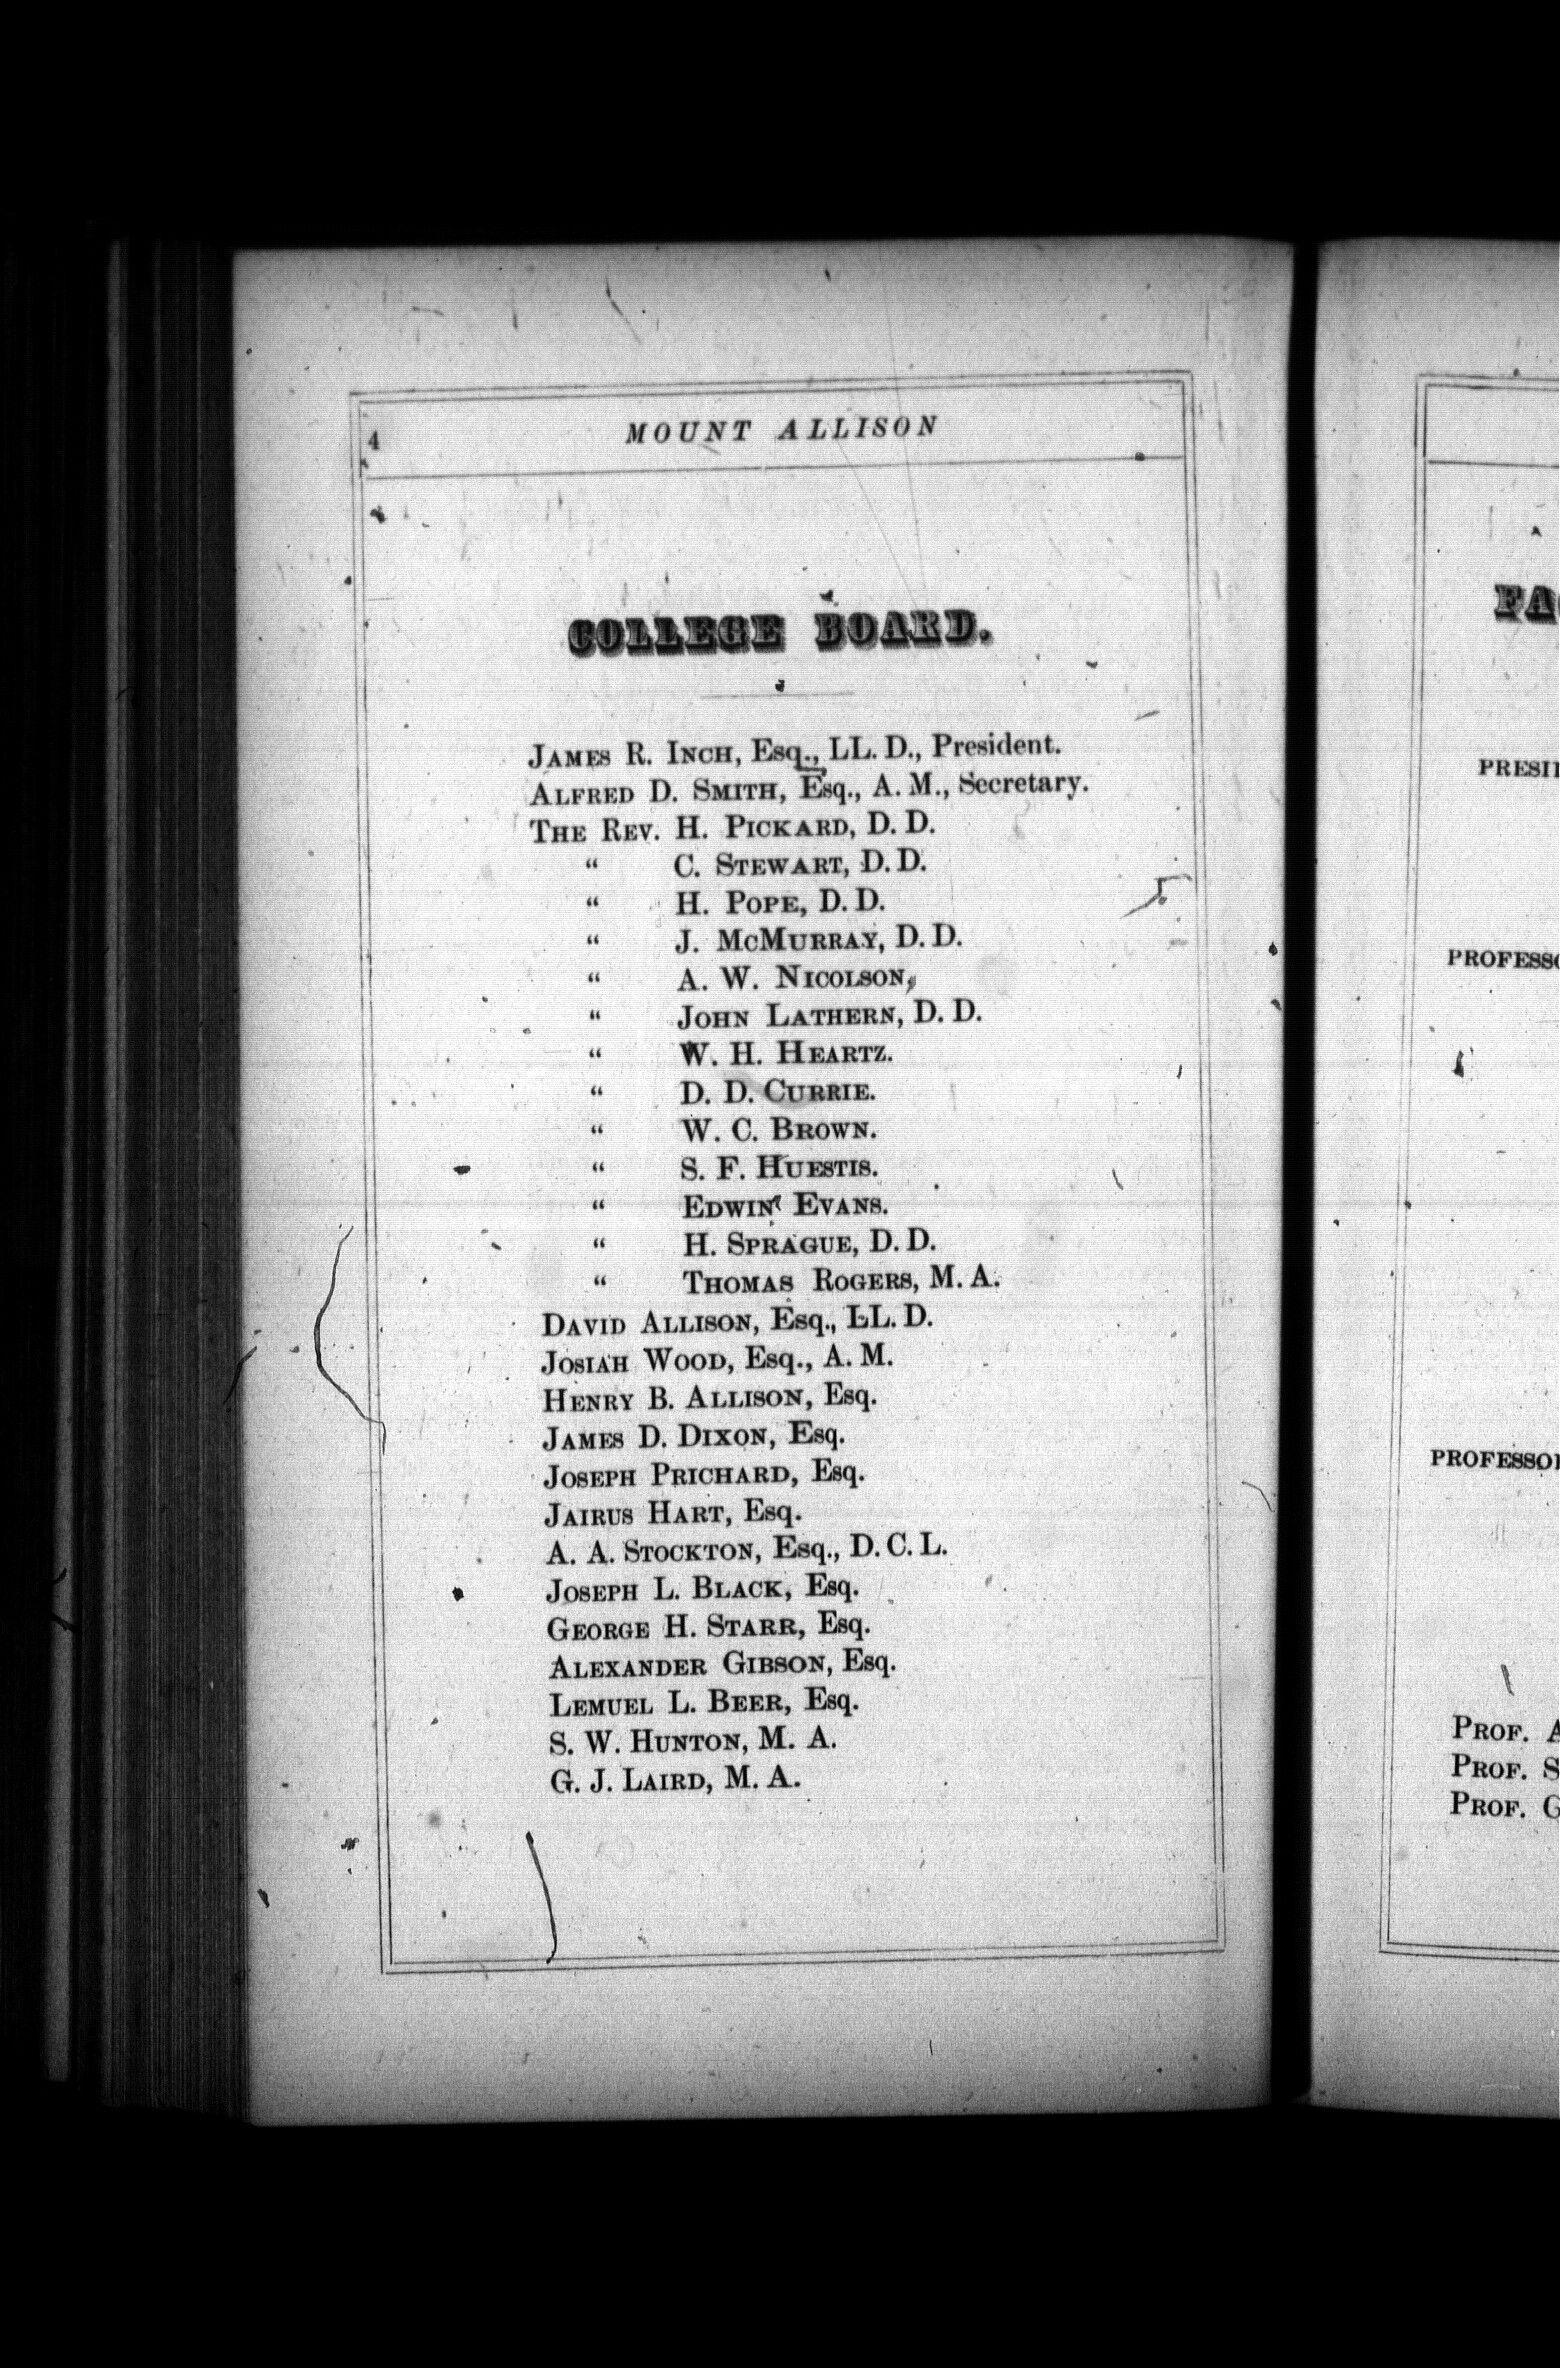 4 MOUNT ALLISON
COLLEGE BOARD.
JAMES R. INCH, Esq., LL. D., President.
ALFRED D. SMITH, Esq., A. M., Secretary.
THE REV. H. PICKARD, D. D.
“ C. STEWART, D. D.
“ H. POPE, D. D.
“ J. MCMURRAY, D. D.
“ A. W. NICOLSON,
“ JOHN LATHERN, D. D.
“ W. H. HEARTZ.
“ D. D. CURRIE.
“ W. C. BROWN.
“ S. F. HUESTIS.
“ EDWIN EVANS.
“ H. SPRAGUE, D. D.
“ THOMAS ROGERS, M. A.
DAVID ALLISON, Esq., LL. D.
JOSIAH WOOD, Esq., A. M.
HENRY B. ALLISON, Esq.
JAMES D. DIXON, Esq.
JOSEPH PRICHARD, Esq.
JAIRUS HART, Esq.
A. A. STOCKTON, Esq., D. C. L.
JOSEPH L. BLACK, Esq.
GEORGE H. STARR, Esq.
ALEXANDER GIBSON, Esq.
LEMUEL L. BEER, Esq.
S. W. HUNTON, M. A.
G. J. LAIRD, M. A.
PROF.
PROF.
PROF.